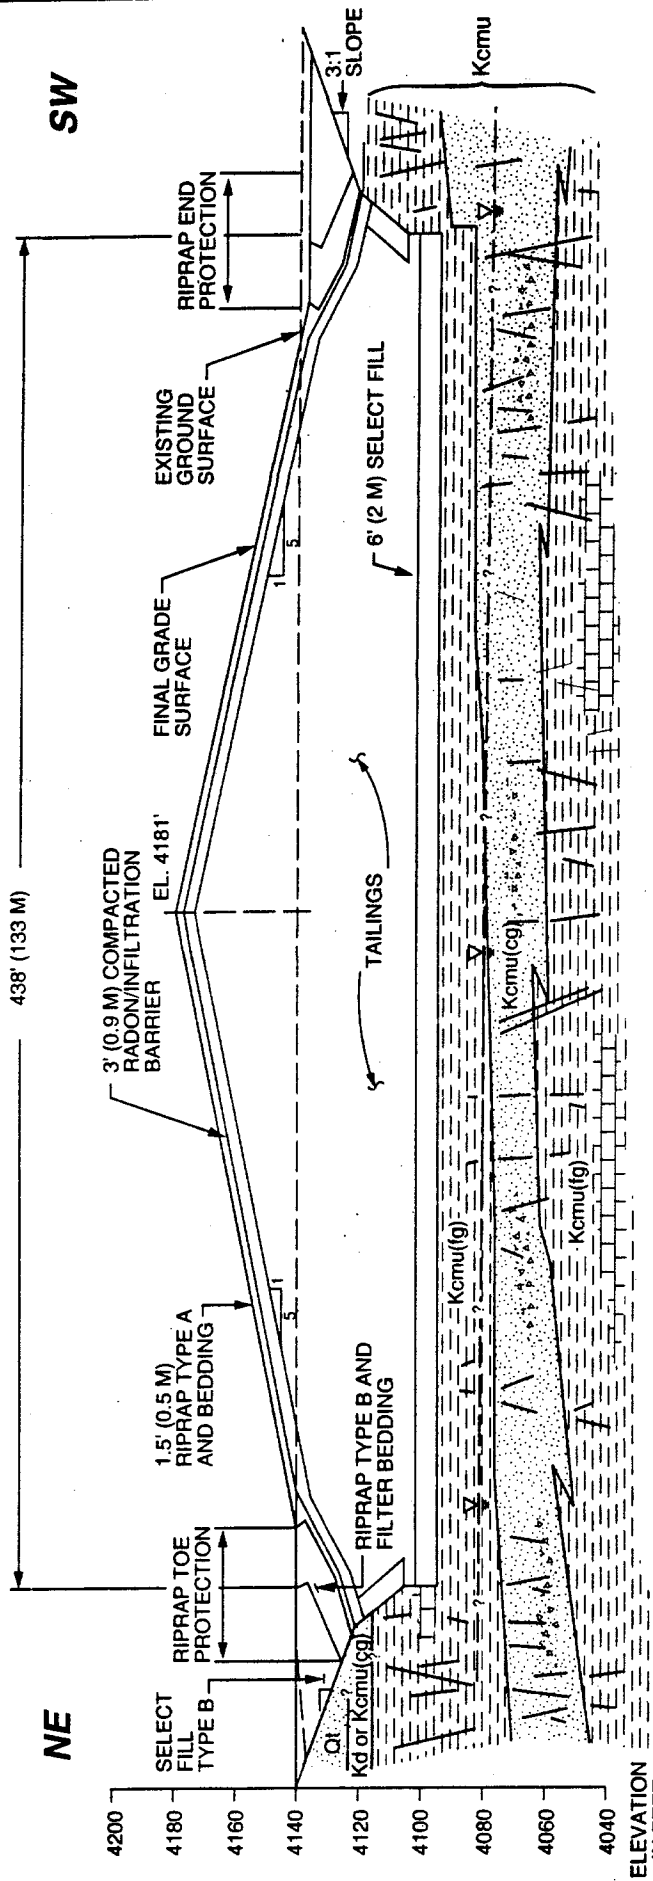 NE
SW
438' (133 M)
RIPRAP TOE
PROTECTION
RIPRAP END
PROTECTION
SELECT
FILL
TYPE B
1.5' (0.5 M)
RIPRAP TYPE A
AND BEDDING
3' (0.9 M) COMPACTED
RADON/INFILTRATION
BARRIER
EL. 4181'
FINAL GRADE
SURFACE
EXISTING
GROUND
SURFACE
3:1
SLOPE
RIPRAP TYPE B AND
FILTER BEDDING
1
5
1
5
TAILINGS
6' (2 M) SELECT FILL
Qt
?
Kd or Kcmu(cg)
?
Kcmu
Kcmu(fg)
?
?
?
?
?
?
Kcmu(cg)
Kcmu(fg)
4200
4180
4160
4140
4120
4100
4080
4060
4040
ELEVATION